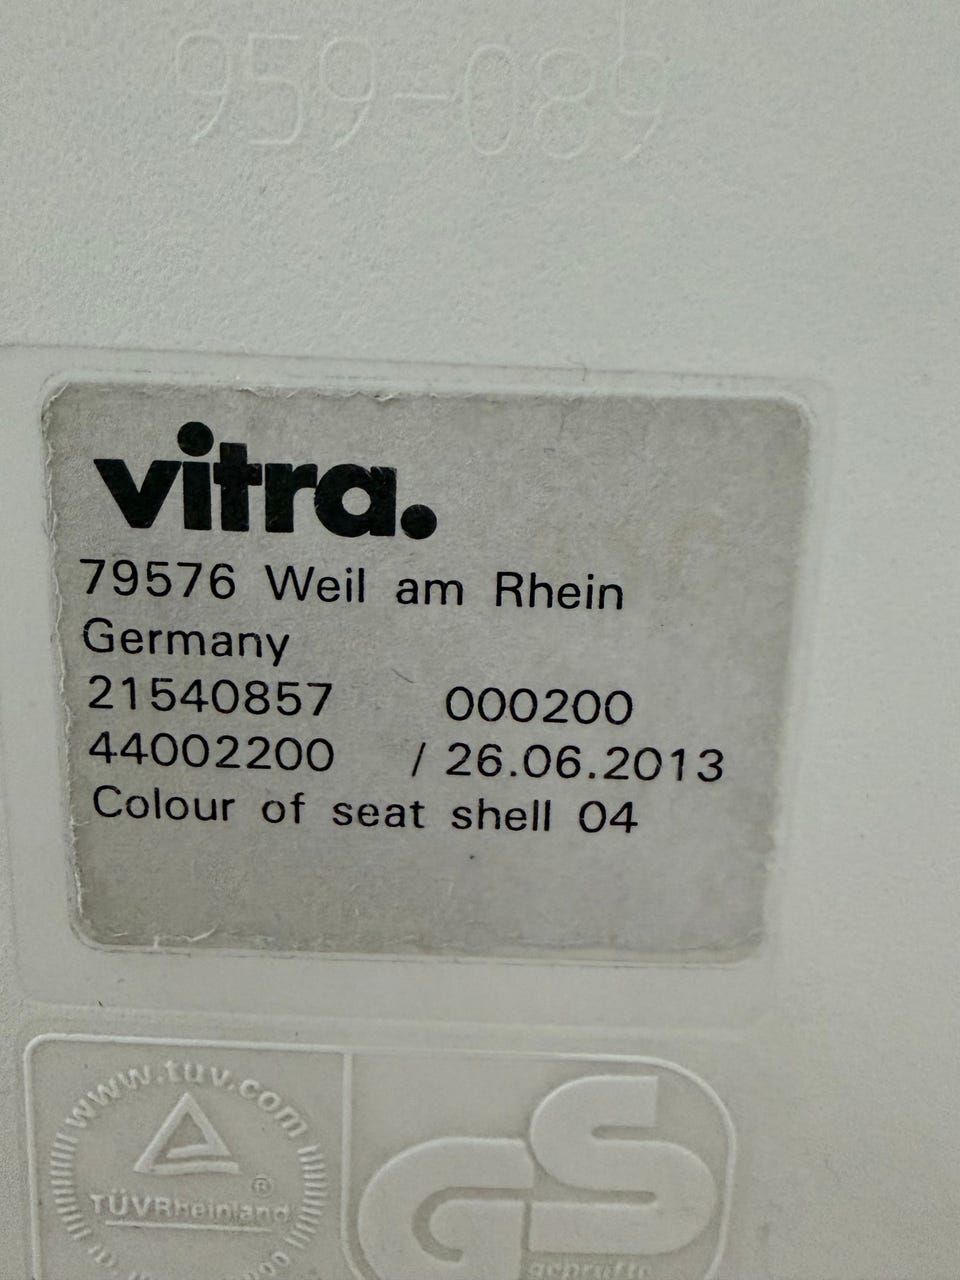 959-089
vitra.
79576 Weil am Rhein
Germany
21540857 000200
44002200 / 26.06.2013
Colour of seat shell 04
www.tuv.com
TÜVRheinland®
GS
geprüfte